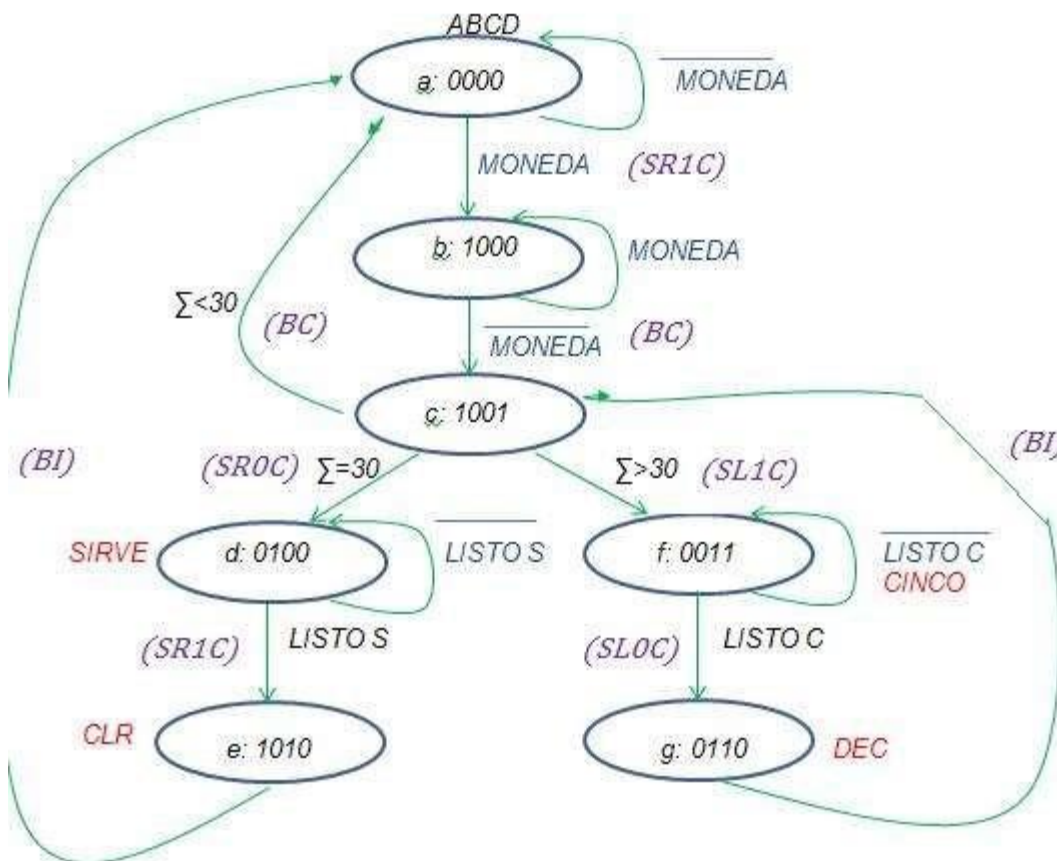 ABCD
a: 0000
MONEDA
MONEDA (SR1C)
b: 1000
MONEDA
∑<30
(BC)
MONEDA (BC)
c: 1001
(BI)
(SR0C) ∑=30
∑>30 (SL1C)
(BI)
SIRVE
d: 0100
LISTO S
f: 0011
LISTO C
CINCO
(SR1C) LISTO S
(SL0C) LISTO C
CLR
e: 1010
g: 0110
DEC